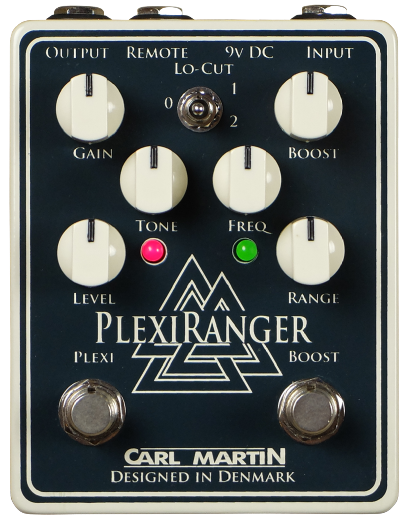 OUTPUT REMOTE 9V DC INPUT
LO-CUT
0 1
2
GAIN BOOST
TONE FREQ
LEVEL RANGE
PLEXIRANGER
PLEXI BOOST
CARL MARTIN
DESIGNED IN DENMARK